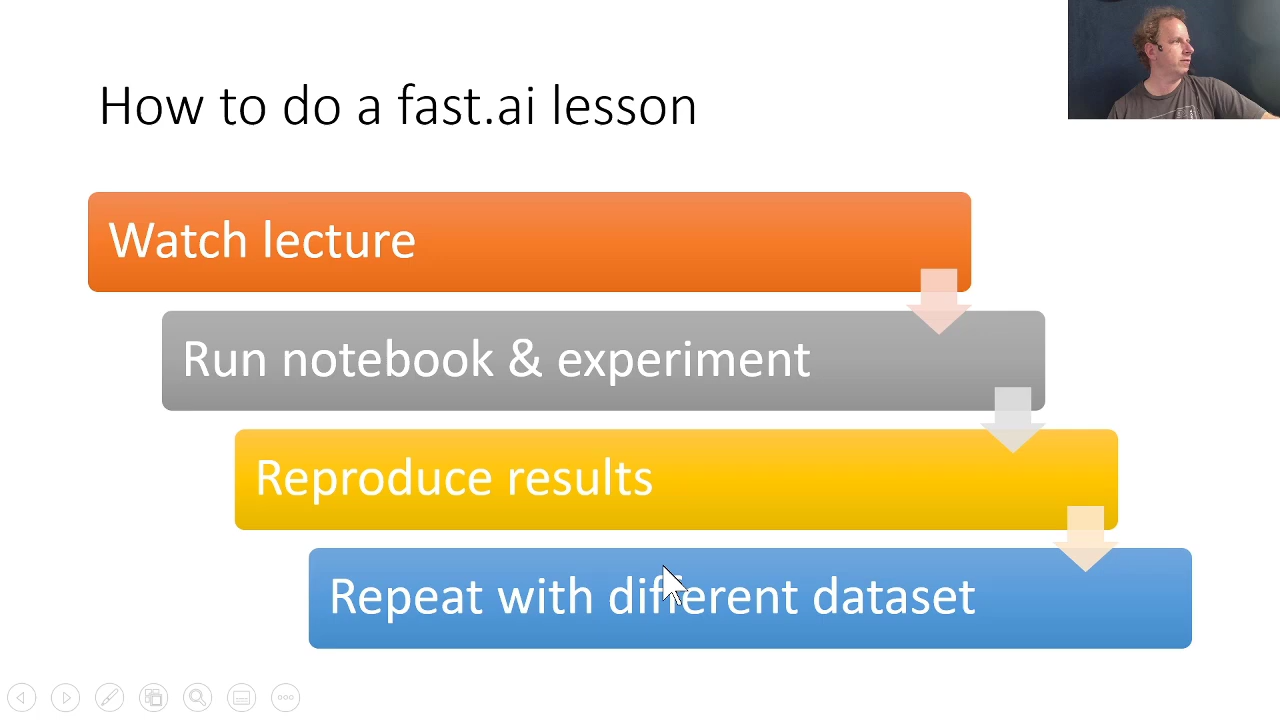 How to do a fast.ai lesson
Watch lecture
Run notebook & experiment
Reproduce results
Repeat with different dataset